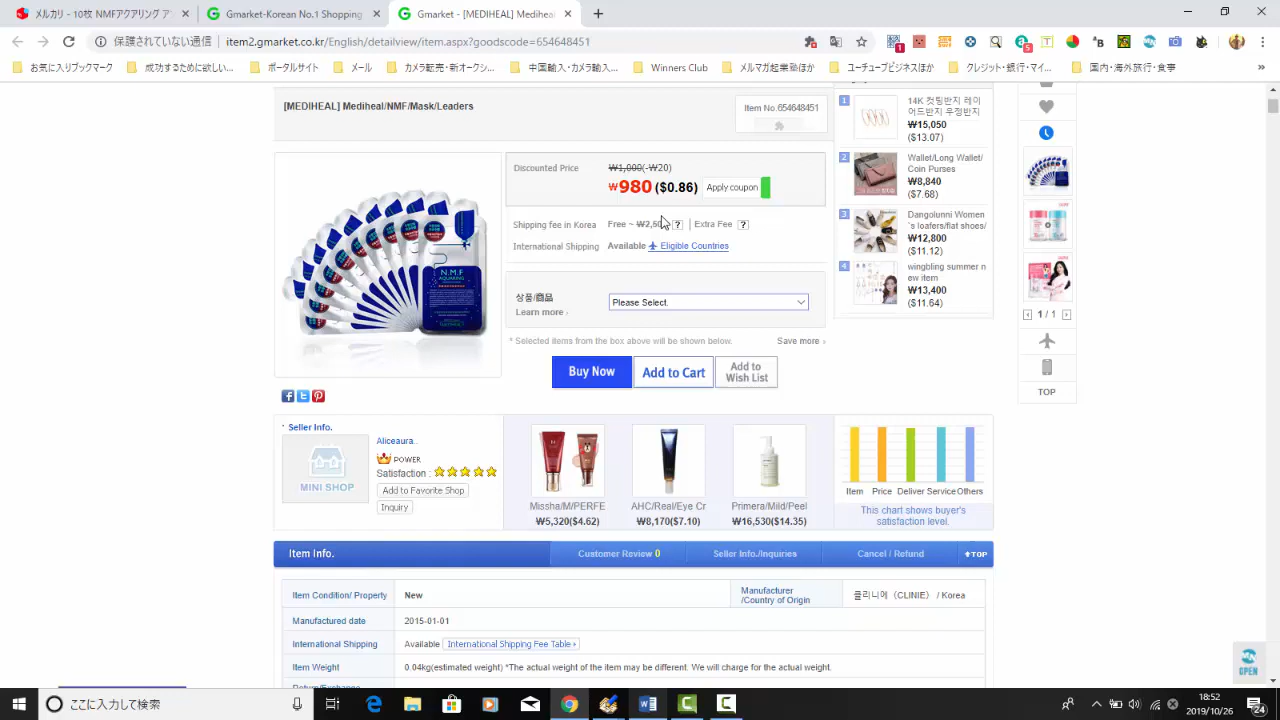 メルカリ - 10枚 NMFアクアリング ア
Gmarket-Korean No.1 Shopping
Gmarket - [MEDIHEAL] Mediheal
保護されていない通信
item2.gmarket.co.kr/English/detailview/item.aspx?goodscode=654648451
お気に入りブックマーク
成功するために欲しい...
ポータルサイト
メール
カメラ転売・新オークシ...
中国輸入・カメラ輸入...
Winners Club
メルマガ起業塾ほか
ユーチューブビジネスほか
クレジット・銀行・マイ...
国内・海外旅行・食事
[MEDIHEAL] Mediheal/NMF/Mask/Leaders
Item No.654648451
Discounted Price
₩1,000(-₩20)
₩980 ($0.86)
Apply coupon
Shipping fee in Korea
Free ~
Extra Fee
International Shipping
Available
Eligible Countries
상품/商品
Learn more
Please Select.
* Selected items from the box above will be shown below.
Save more
Buy Now
Add to Cart
Add to
Wish List
N.M.F
AQUARING
1
14K 컷팅반지 레이
어드반지 우정반지
₩15,050
($13.07)
2
Wallet/Long Wallet/
Coin Purses
₩8,840
($7.68)
3
Dangolunni Women
`s loafers/flat shoes/
₩12,800
($11.12)
4
wingbling summer n
ew item
₩13,400
($11.64)
1 / 1
TOP
Seller Info.
MINI SHOP
Aliceaura..
POWER
Satisfaction :
Add to Favorite Shop
Inquiry
Missha/M/PERFE
₩5,320($4.62)
AHC/Real/Eye Cr
₩8,170($7.10)
Primera/Mild/Peel
₩16,530($14.35)
Item Price Deliver Service Others
This chart shows buyer's
satisfaction level.
Item Info.
Customer Review 0
Seller Info./Inquiries
Cancel / Refund
TOP
Item Condition/ Property
New
Manufacturer
/Country of Origin
클리니에（CLINIE） / Korea
Manufactured date
2015-01-01
International Shipping
Available
International Shipping Fee Table
Item Weight
0.04kg(estimated weight) *The actual weight of the item may be different. We will charge for the actual weight.
Return/Exchange
OPEN
ここに入力して検索
18:52
2019/10/26